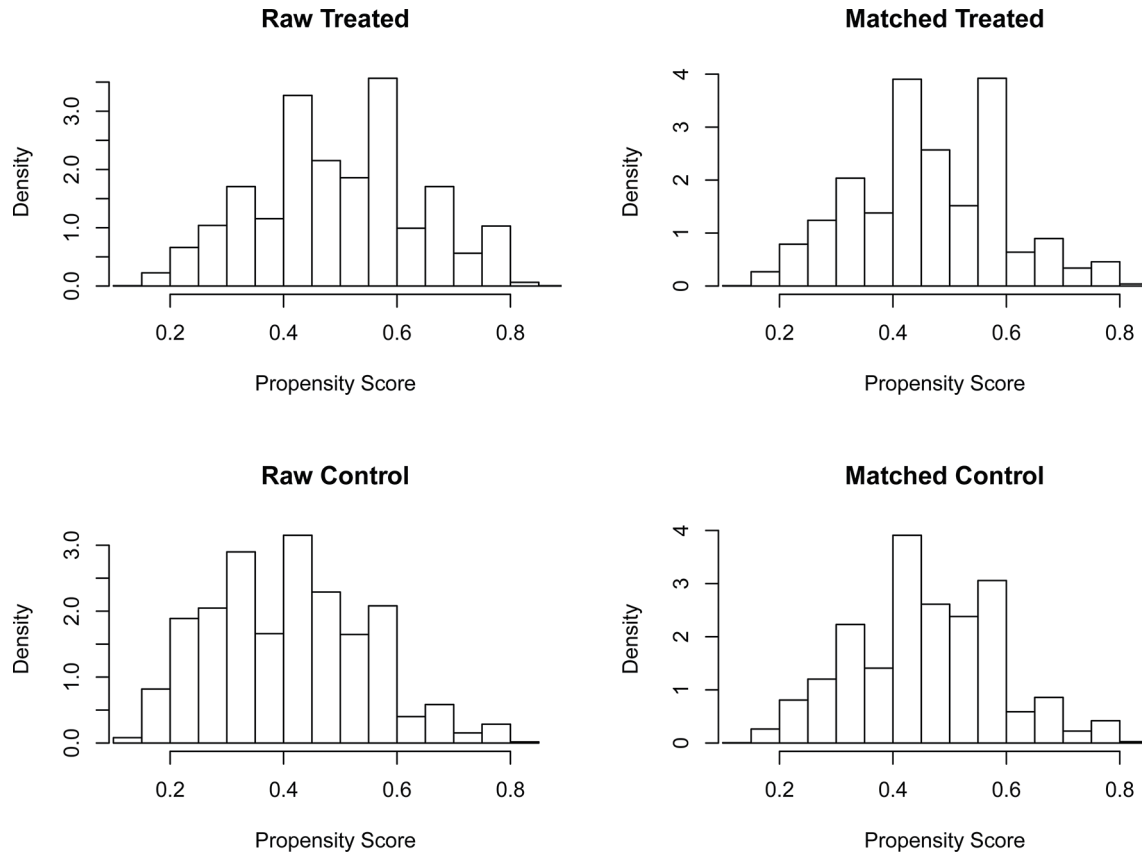 Raw Treated
Density
0.0 1.0 2.0 3.0
0.2 0.4 0.6 0.8
Propensity Score
Matched Treated
Density
0 1 2 3 4
0.2 0.4 0.6 0.8
Propensity Score
Raw Control
Density
0.0 1.0 2.0 3.0
0.2 0.4 0.6 0.8
Propensity Score
Matched Control
Density
0 1 2 3 4
0.2 0.4 0.6 0.8
Propensity Score